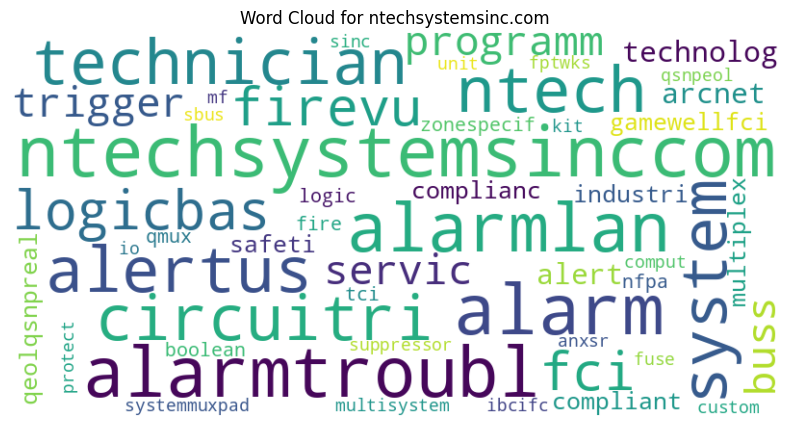 Word Cloud for ntechsystemsinc.com
technician
sinc
programm
technolog
unit
fptwks
qsnpeol
trigger
mf
sbus
firevu
ntech
arcnet
zonespecif
kit
gamewellfci
ntechsystemsinccom
logicbas
logic
complianc
industri
multiplex
system
fire
io
qmux
safeti
alarmlan
alertus
servic
alert
comput
nfpa
qeolqsnpreal
tci
circuitri
alarm
buss
protect
boolean
suppressor
anxsr
fuse
alarmtroubl
fci
compliant
systemmuxpad
multisystem
ibcifc
custom